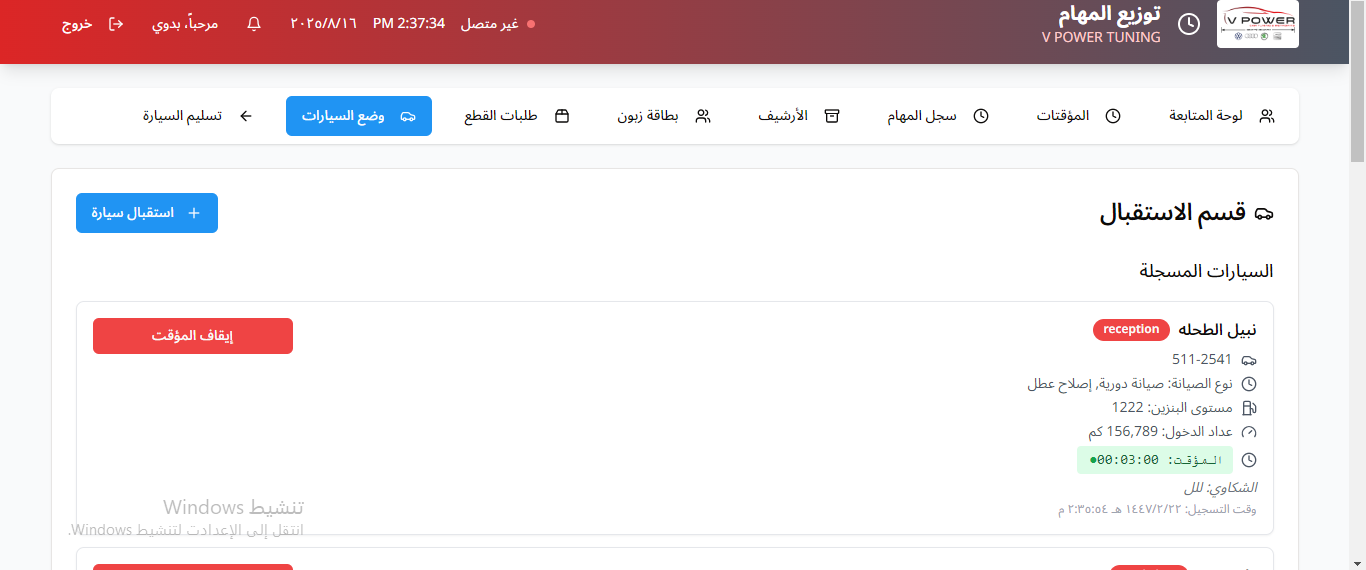 V POWER
توزيع المهام
V POWER TUNING
غير متصل
2:37:34 PM
٢٠٢٥/٨/١٦
مرحباً، بدوي
خروج
لوحة المتابعة
المؤقتات
سجل المهام
الأرشيف
بطاقة زبون
طلبات القطع
وضع السيارات
تسليم السيارة
قسم الاستقبال
استقبال سيارة
السيارات المسجلة
نبيل الطحله
reception
إيقاف المؤقت
511-2541
نوع الصيانة: صيانة دورية, إصلاح عطل
مستوى البنزين: 1222
عداد الدخول: 156,789 كم
المؤقت: 00:03:00
الشكاوي: لتل
وقت التسجيل: ١٤٤٧/٢/٢٢ هـ ٢:٣٥:٥٤ م
تنشيط Windows
انتقل إلى الإعدادت لتنشيط Windows.